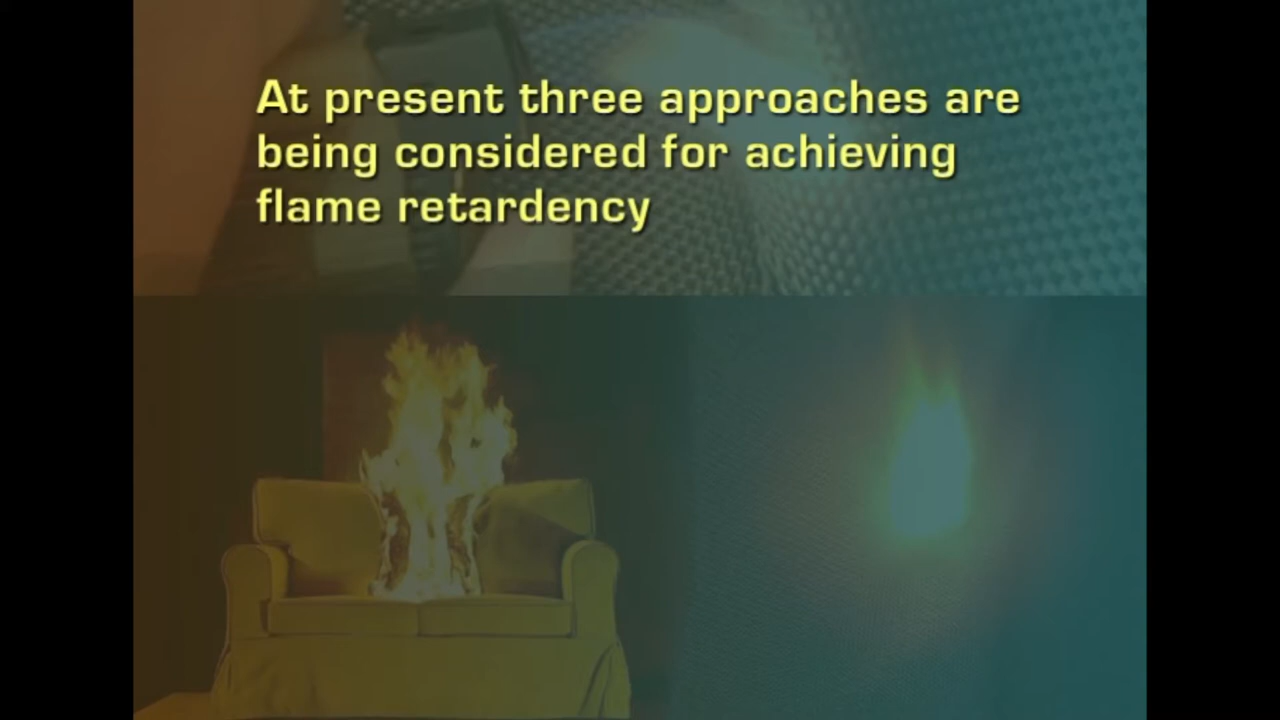 At present three approaches are
being considered for achieving
flame retardency